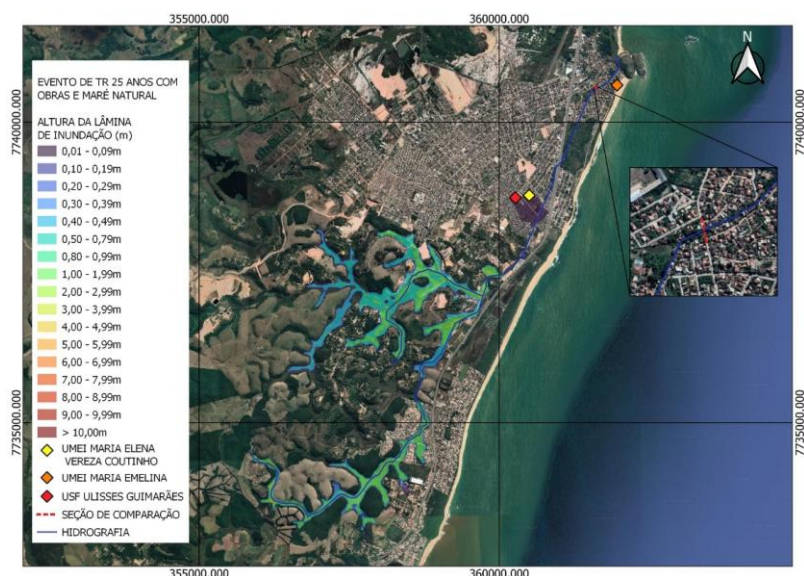 355000.000
360000.000
EVENTO DE TR 25 ANOS COM
OBRAS E MARÉ NATURAL
ALTURA DA LÂMINA
DE INUNDAÇÃO (m)
0,01 - 0,09m
0,10 - 0,19m
0,20 - 0,29m
0,30 - 0,39m
0,40 - 0,49m
0,50 - 0,79m
0,80 - 0,99m
1,00 - 1,99m
2,00 - 2,99m
3,00 - 3,99m
4,00 - 4,99m
5,00 - 5,99m
6,00 - 6,99m
7,00 - 7,99m
8,00 - 8,99m
9,00 - 9,99m
> 10,00m
UMEI MARIA ELENA
VEREZA COUTINHO
UMEI MARIA EMELINA
USF ULISSES GUIMARÃES
SEÇÃO DE COMPARAÇÃO
HIDROGRAFIA
N
7740000.000
7740000.000
7735000.000
7735000.000
355000.000
360000.000